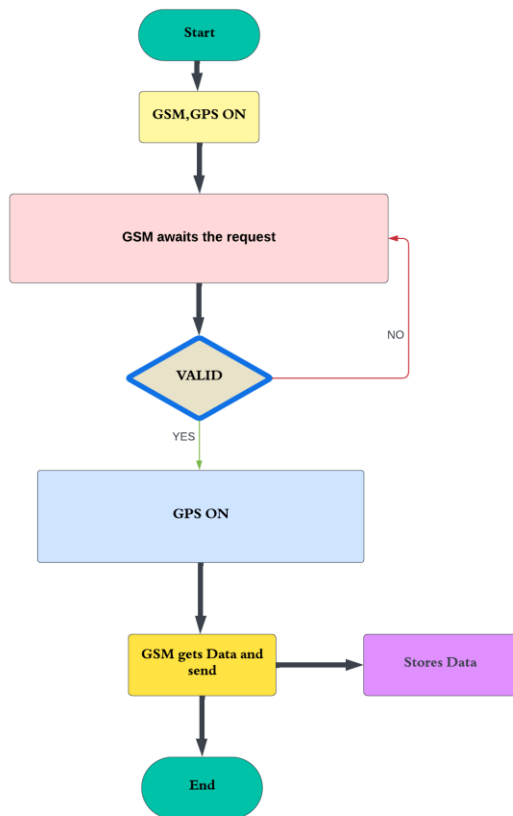 Start
GSM,GPS ON
GSM awaits the request
NO
VALID
YES
GPS ON
GSM gets Data and
send
Stores Data
End